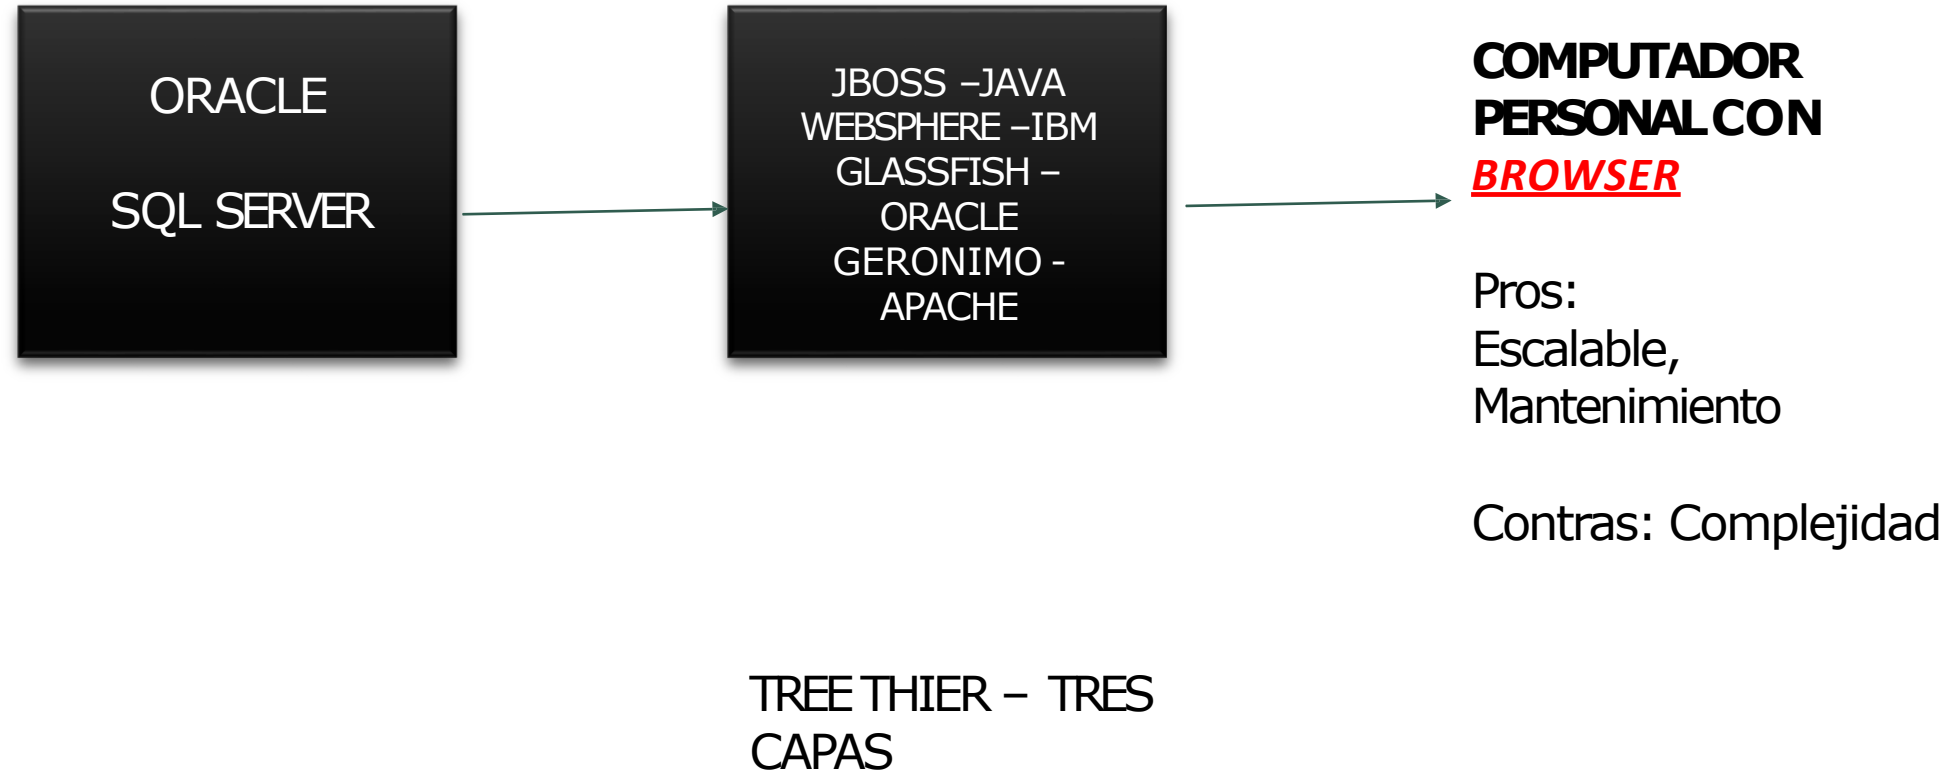 ORACLE
SQL SERVER
JBOSS –JAVA
WEBSPHERE –IBM
GLASSFISH –
ORACLE
GERONIMO -
APACHE
COMPUTADOR
PERSONAL CON
BROWSER
Pros:
Escalable,
Mantenimiento
Contras: Complejidad
TREE THIER – TRES
CAPAS